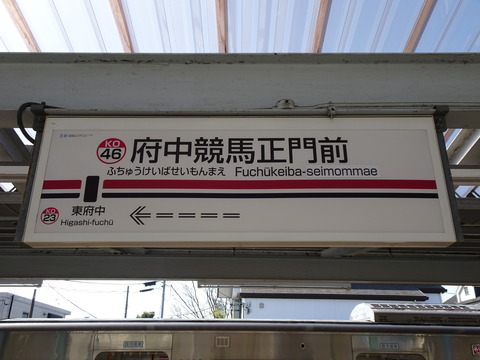 KO
46
府中競馬正門前
ふちゅうけいばせいもんまえ Fuchūkeiba-seimommae
KO
23
東府中
Higashi-fuchū